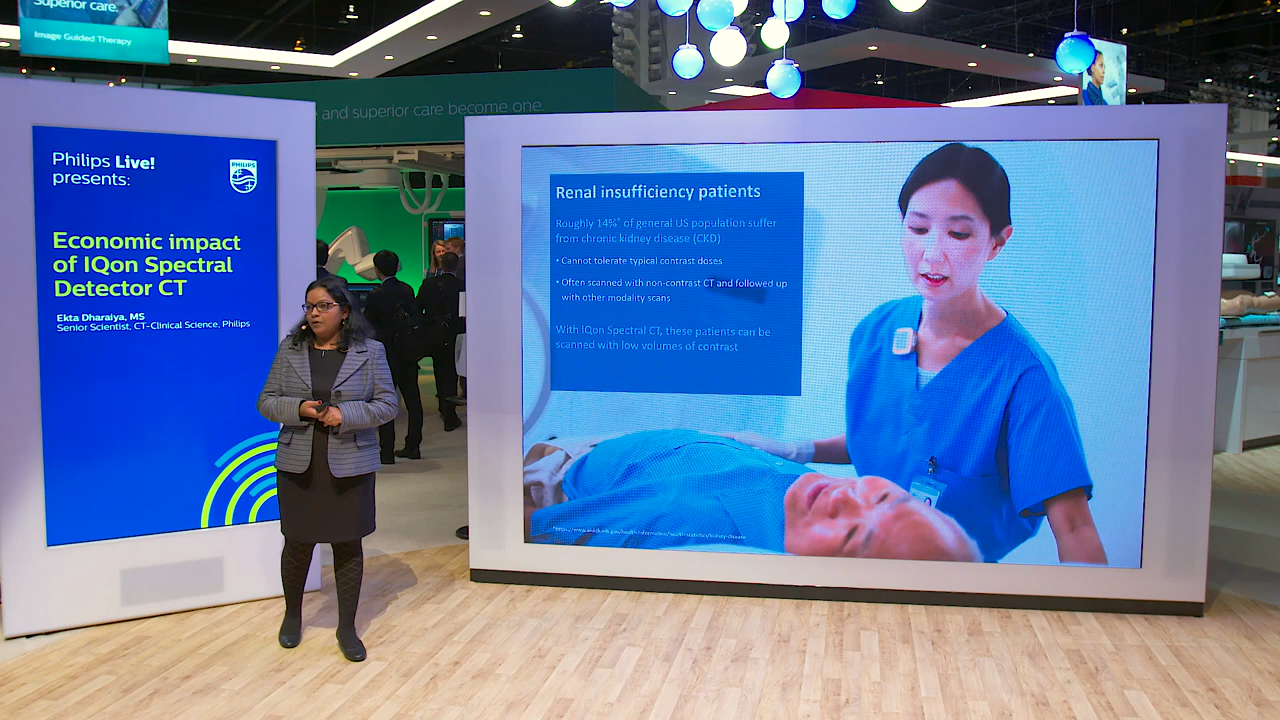 Superior care.
Image Guided Therapy
and superior care become one.
Philips Live!
presents:
PHILIPS
Economic impact
of IQon Spectral
Detector CT
Ekta Dharaiya, MS
Senior Scientist, CT-Clinical Science, Philips
Renal insufficiency patients
Roughly 14%* of general US population suffer
from chronic kidney disease (CKD)
• Cannot tolerate typical contrast doses
• Often scanned with non-contrast CT and followed up
with other modality scans
With IQon Spectral CT, these patients can be
scanned with low volumes of contrast